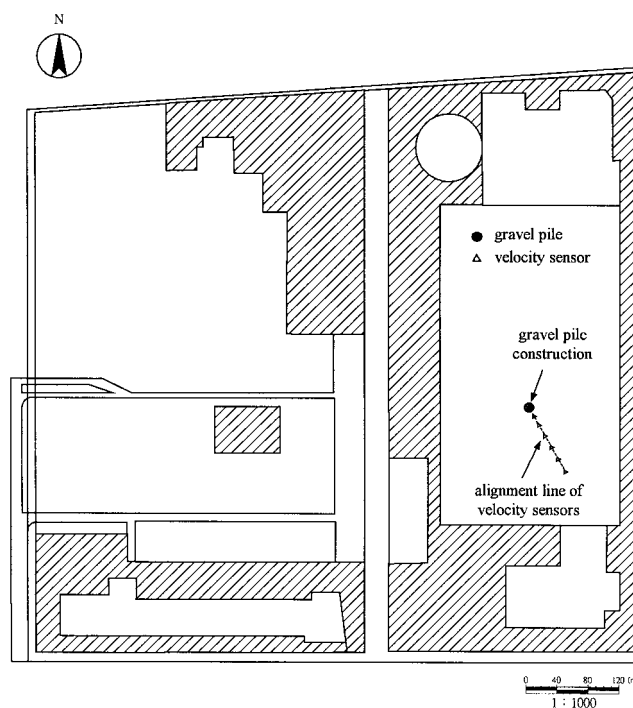 N
gravel pile
velocity sensor
gravel pile
construction
alignment line of
velocity sensors
0 40 80 120 (
1 : 1000